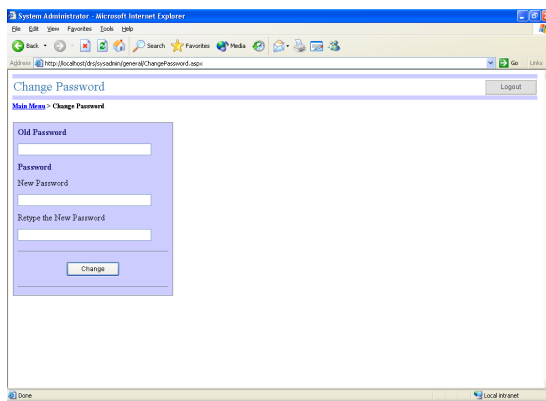 System Administrator - Microsoft Internet Explorer
File Edit View Favorites Tools Help
Back Search Favorites Media
Address http://localhost/drs/sysadmin/general/ChangePassword.aspx Go Links
Change Password
Logout
Main Menu > Change Password
Old Password
Password
New Password
Retype the New Password
Change
Done
Local intranet